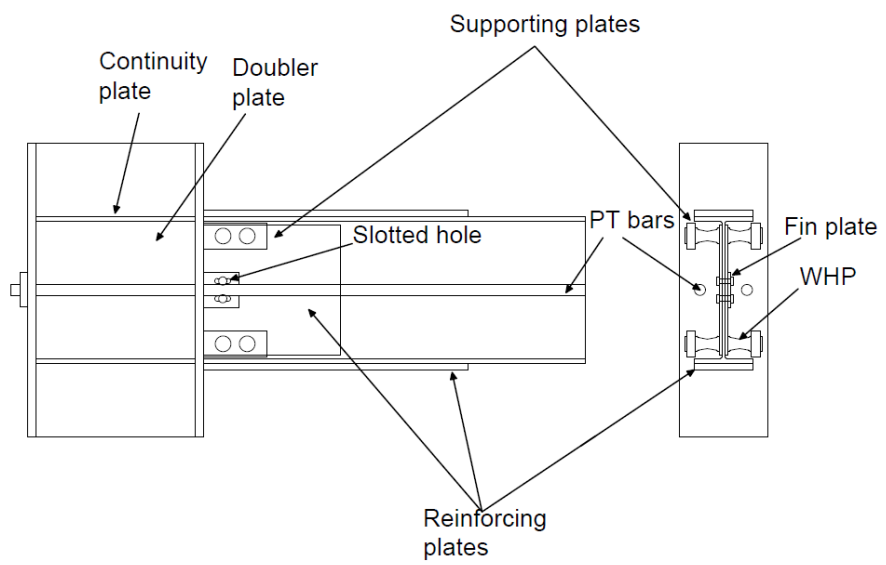 Supporting plates
Continuity
plate
Doubler
plate
PT bars
Slotted hole
Fin plate
WHP
Reinforcing
plates